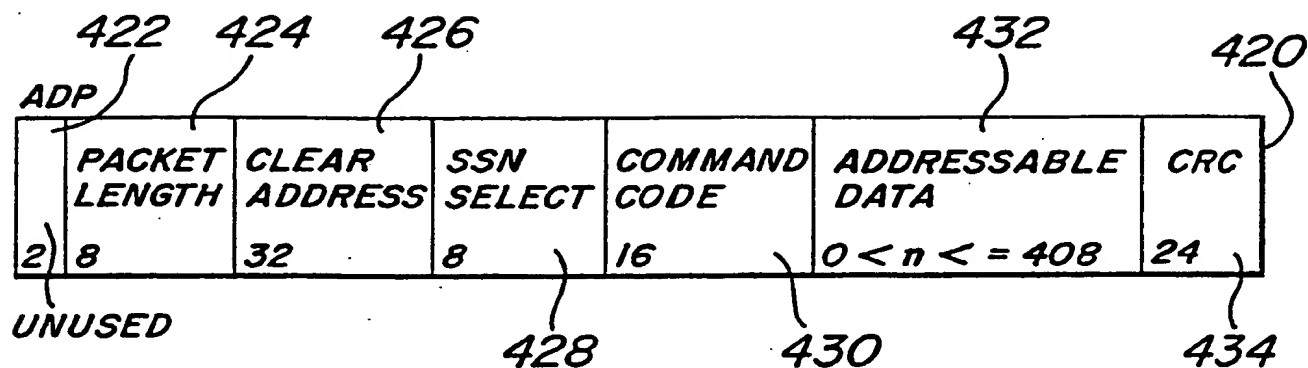 422 424 426 432 420
ADP
PACKET CLEAR SSN COMMAND ADDRESSABLE CRC
LENGTH ADDRESS SELECT CODE DATA
2 8 32 8 16 0 < n < = 408 24
UNUSED
428 430 434